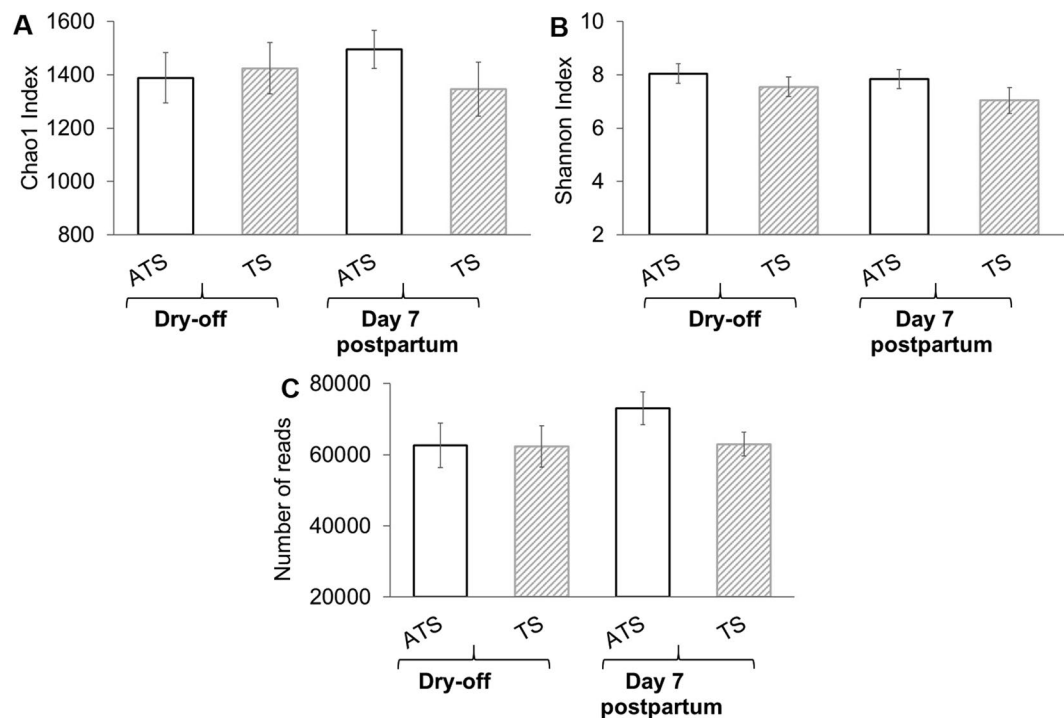 A
Chao1 Index
1600
1400
1200
1000
800
ATS
TS
ATS
TS
Dry-off
Day 7
postpartum
B
Shannon Index
10
8
6
4
2
ATS
TS
ATS
TS
Dry-off
Day 7
postpartum
C
Number of reads
80000
60000
40000
20000
ATS
TS
ATS
TS
Dry-off
Day 7
postpartum